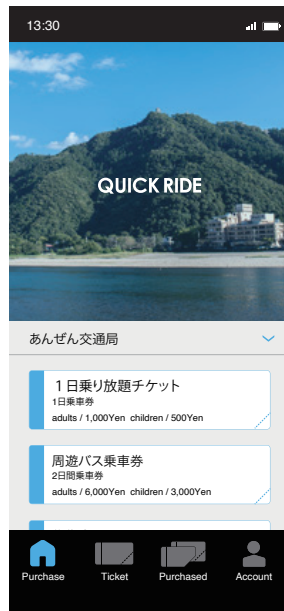 13:30
QUICK RIDE
あんぜん交通局
1日乗り放題チケット
1日乗車券
adults / 1,000Yen children / 500Yen
周遊バス乗車券
2日間乗車券
adults / 6,000Yen children / 3,000Yen
Purchase Ticket Purchased Account